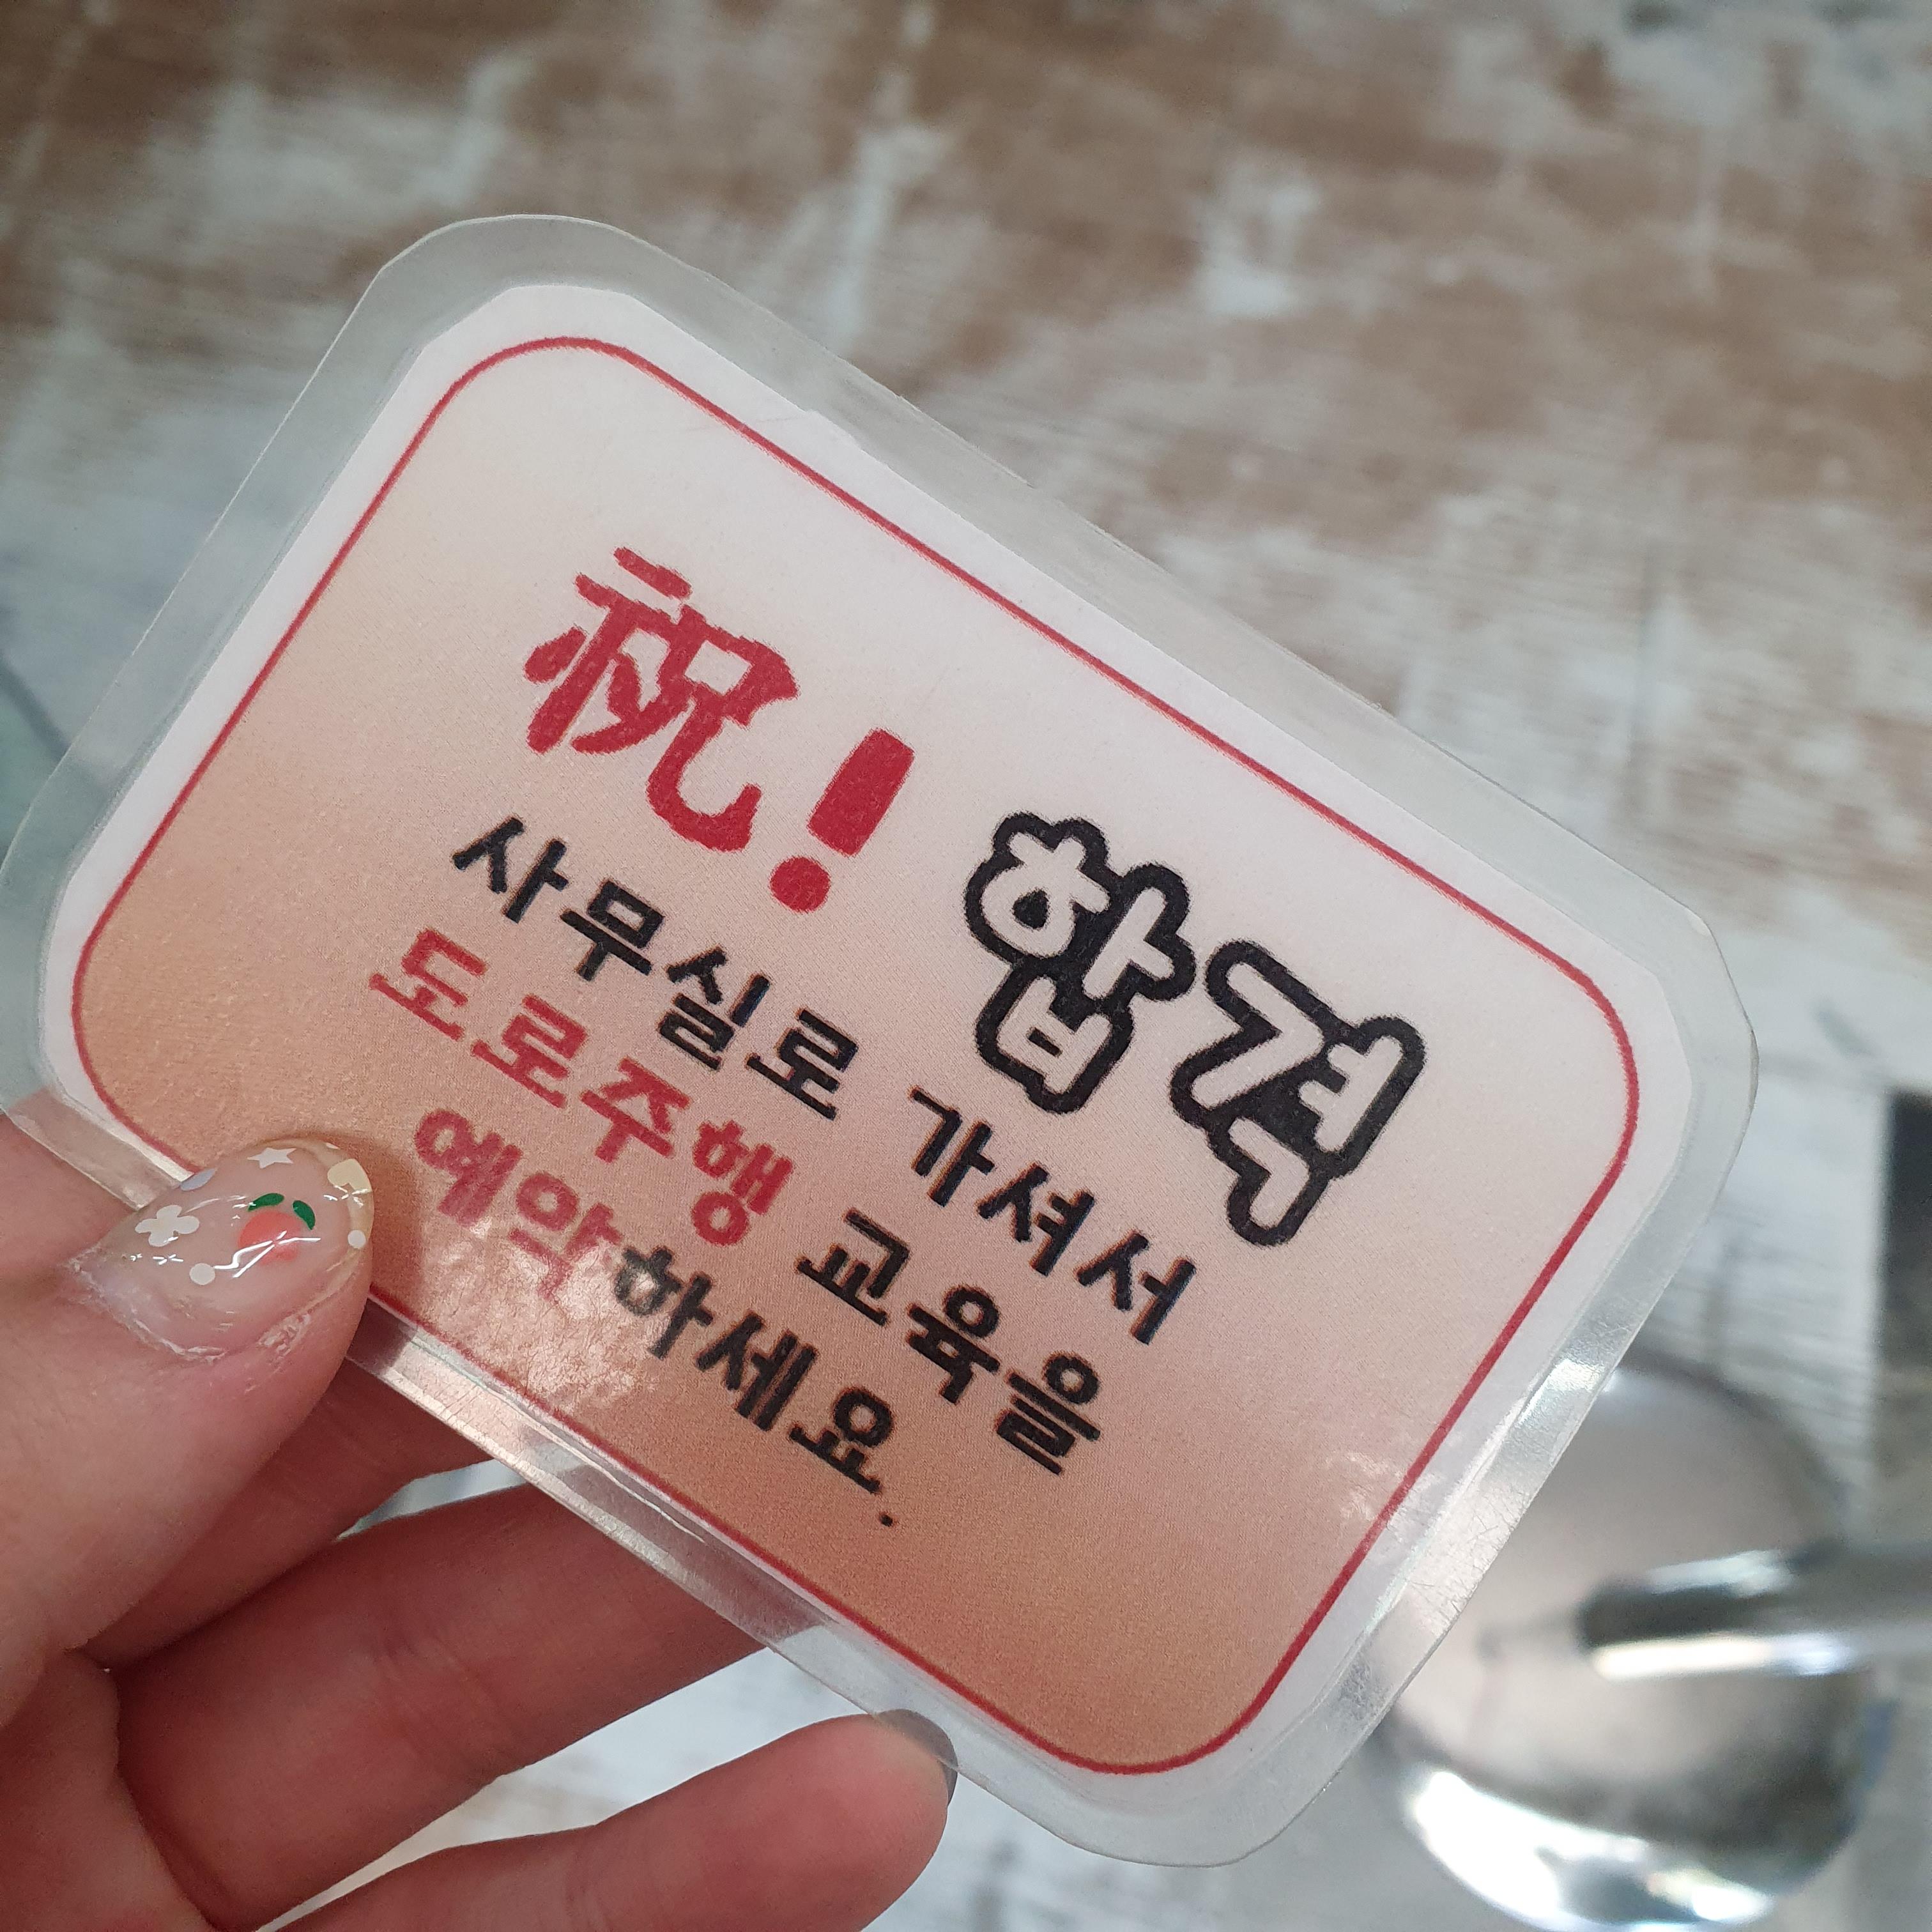 祝! 합격
사무실로 가셔서
도로주행 교육을
예약하세요.